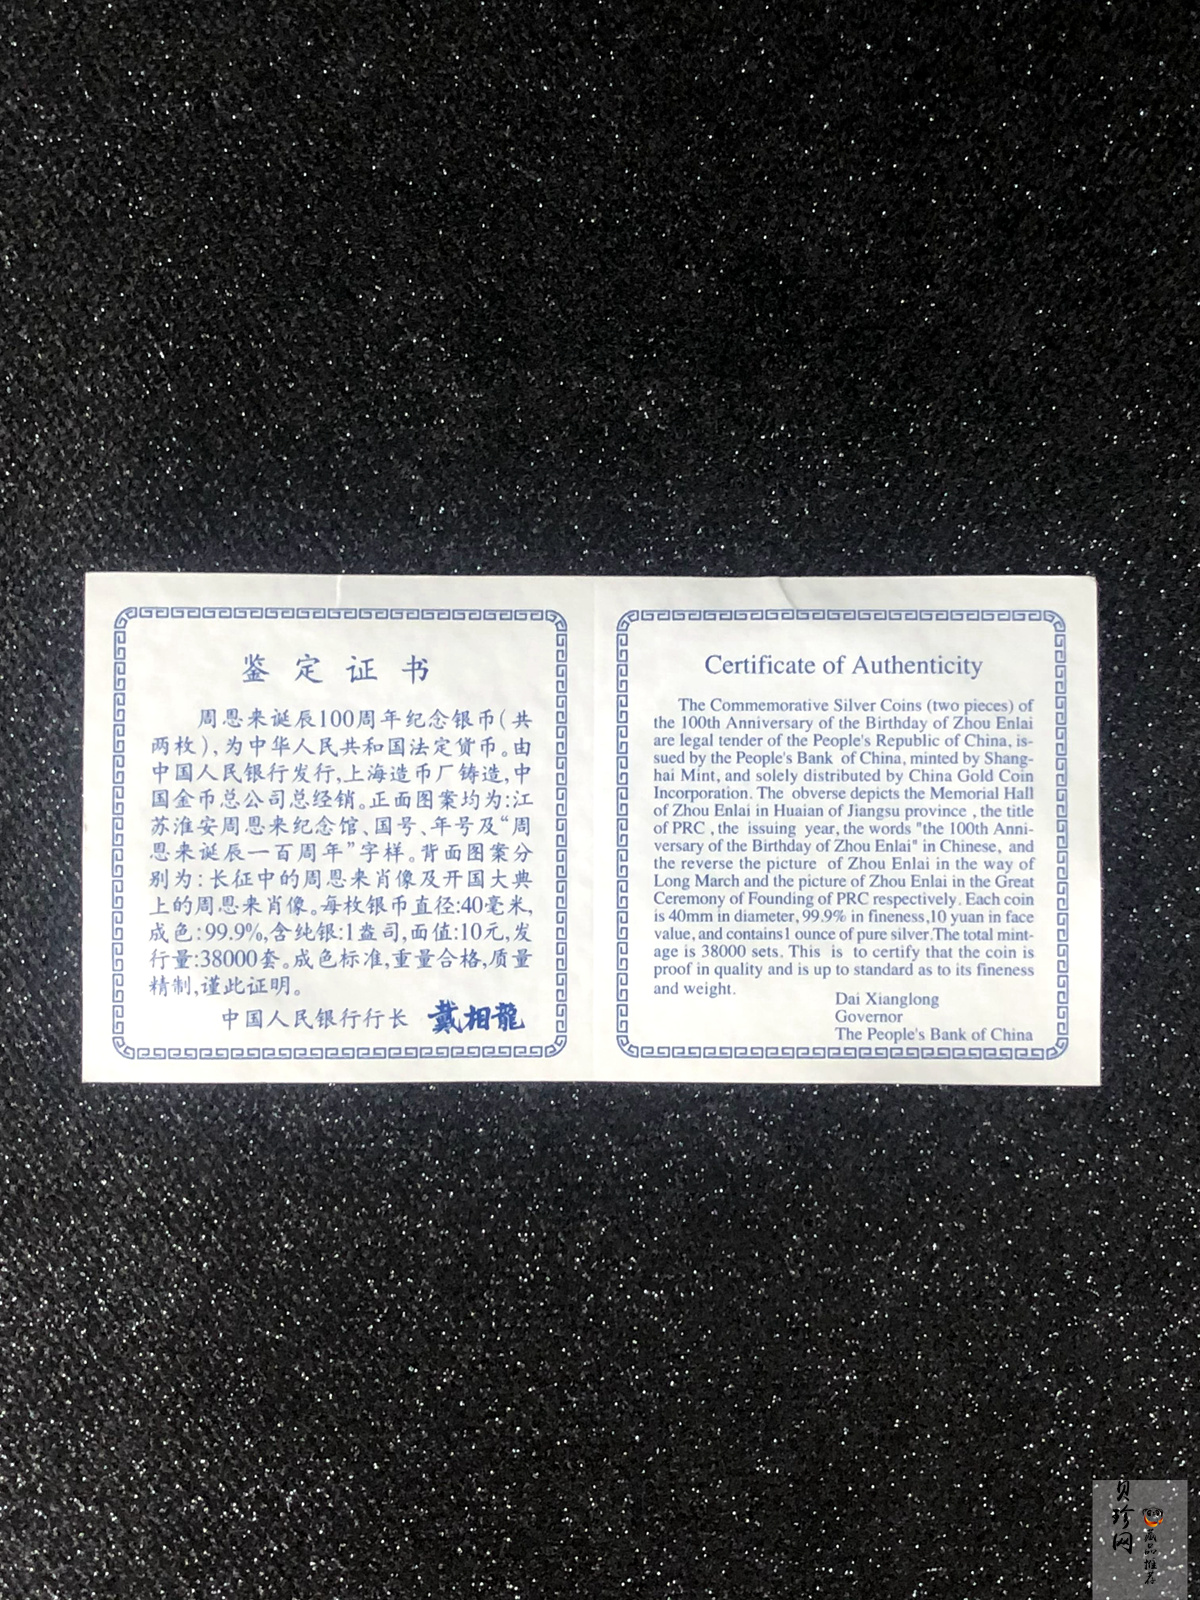 鉴定证书
周恩来诞辰100周年纪念银币(共
两枚),为中华人民共和国法定货币。由
中国人民银行发行,上海造币厂铸造,中
国金币总公司总经销。正面图案均为:江
苏淮安周恩来纪念馆、国号、年号及“周
恩来诞辰一百周年”字样。背面图案分
别为:长征中的周恩来肖像及开国大典
上的周恩来肖像。每枚银币直径:40毫米,
成色:99.9%,含纯银:1盎司,面值:10元,发
行量:38000套。成色标准,重量合格,质量
精制,谨此证明。
中国人民银行行长 戴相龍
Certificate of Authenticity
The Commemorative Silver Coins (two pieces) of
the 100th Anniversary of the Birthday of Zhou Enlai
are legal tender of the People's Republic of China, is-
sued by the People's Bank of China, minted by Shang-
hai Mint, and solely distributed by China Gold Coin
Incorporation. The obverse depicts the Memorial Hall
of Zhou Enlai in Huaian of Jiangsu province , the title
of PRC , the issuing year, the words "the 100th Anni-
versary of the Birthday of Zhou Enlai" in Chinese, and
the reverse the picture of Zhou Enlai in the way of
Long March and the picture of Zhou Enlai in the Great
Ceremony of Founding of PRC respectively. Each coin
is 40mm in diameter, 99.9% in fineness,10 yuan in face
value, and contains1 ounce of pure silver.The total mint-
age is 38000 sets. This is to certify that the coin is
proof in quality and is up to standard as to its fineness
and weight.
Dai Xianglong
Governor
The People's Bank of China
贝珍网
藏品推荐